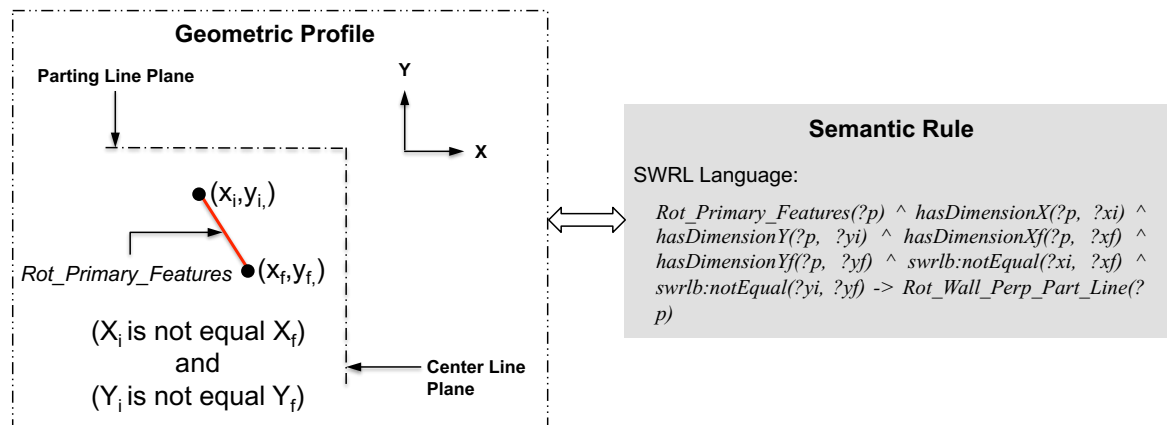 Geometric Profile
Parting Line Plane
Y
X
(xi,yi,)
Rot_Primary_Features
(xf,yf,)
(Xi is not equal Xf)
and
(Yi is not equal Yf)
Center Line
Plane
Semantic Rule
SWRL Language:
Rot_Primary_Features(?p) ^ hasDimensionX(?p, ?xi) ^
hasDimensionY(?p, ?yi) ^ hasDimensionXf(?p, ?xf) ^
hasDimensionYf(?p, ?yf) ^ swrlb:notEqual(?xi, ?xf) ^
swrlb:notEqual(?yi, ?yf) -> Rot_Wall_Perp_Part_Line(?
p)